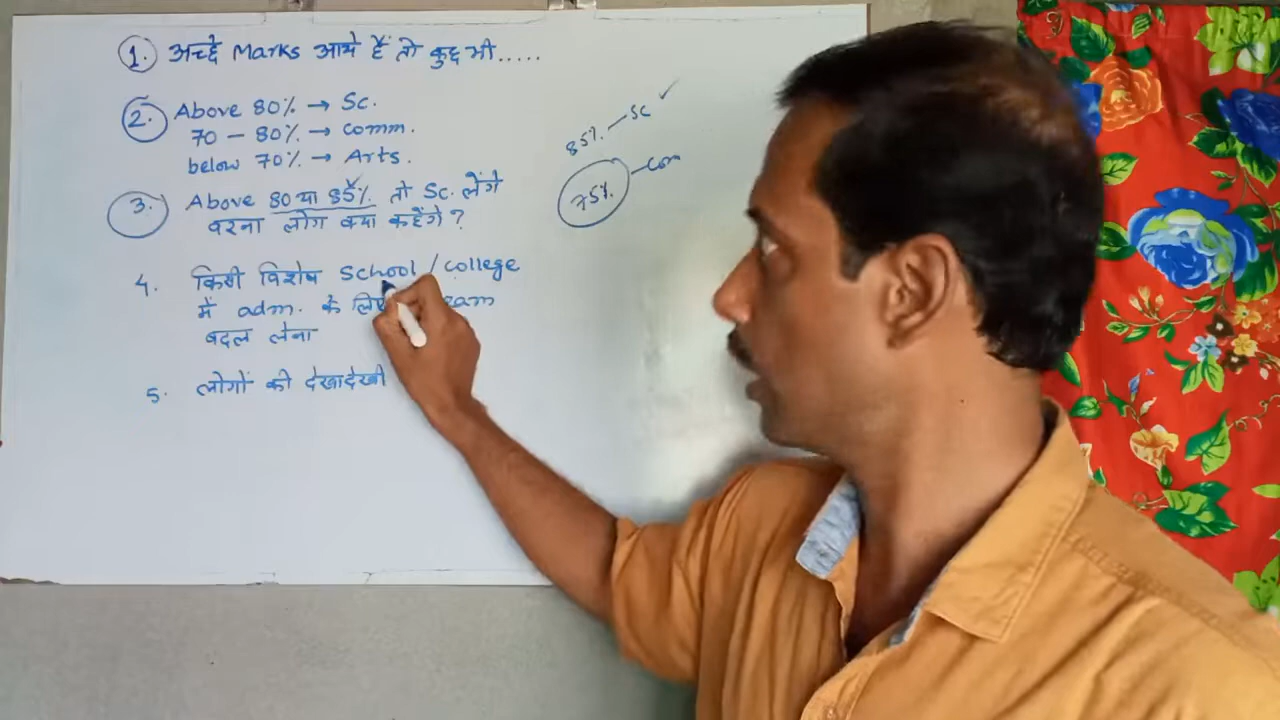 1. अच्छे Marks आये हैं तो कुछ भी.....
2. Above 80% → Sc.
70 - 80% → Comm.
below 70% → Arts.
3. Above 80 या 85% तो Sc. लेंगे
वरना लोग क्या कहेंगे ?
85% - Sc ✓
75% - Com
4. किसी विशेष School / College
में adm. के लिए
बदल लेना
5. लोगों की देखादेखी